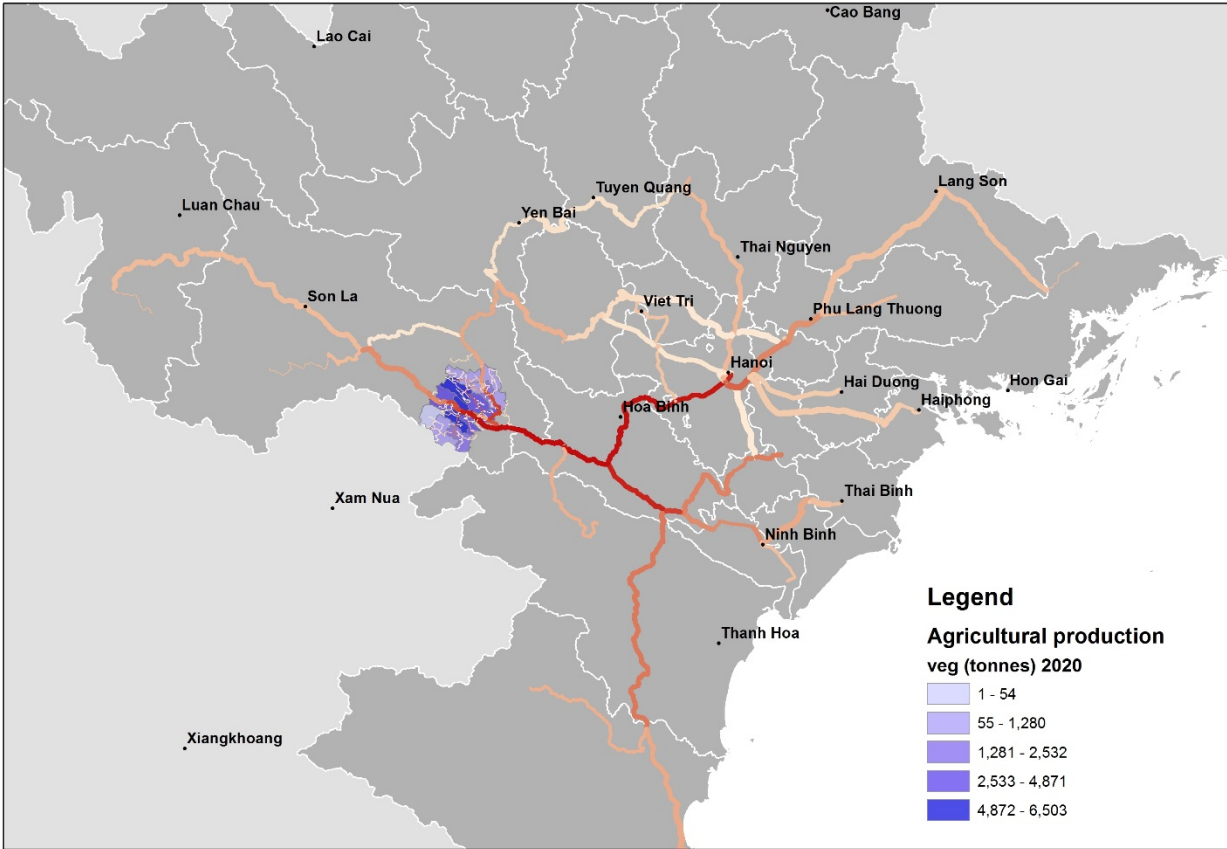 Cao Bang
Lao Cai
Tuyen Quang
Lang Son
Luan Chau
Yen Bai
Thai Nguyen
Son La
Viet Tri
Phu Lang Thuong
Hanoi
Hai Duong
Hon Gai
Haiphong
Hoa Binh
Xam Nua
Thai Binh
Ninh Binh
Thanh Hoa
Xiangkhoang
Legend
Agricultural production
veg (tonnes) 2020
1 - 54
55 - 1,280
1,281 - 2,532
2,533 - 4,871
4,872 - 6,503